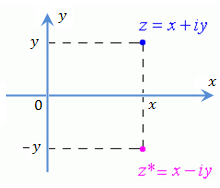 y
z = x + iy
y
x
0
x
−y
z* = x − iy